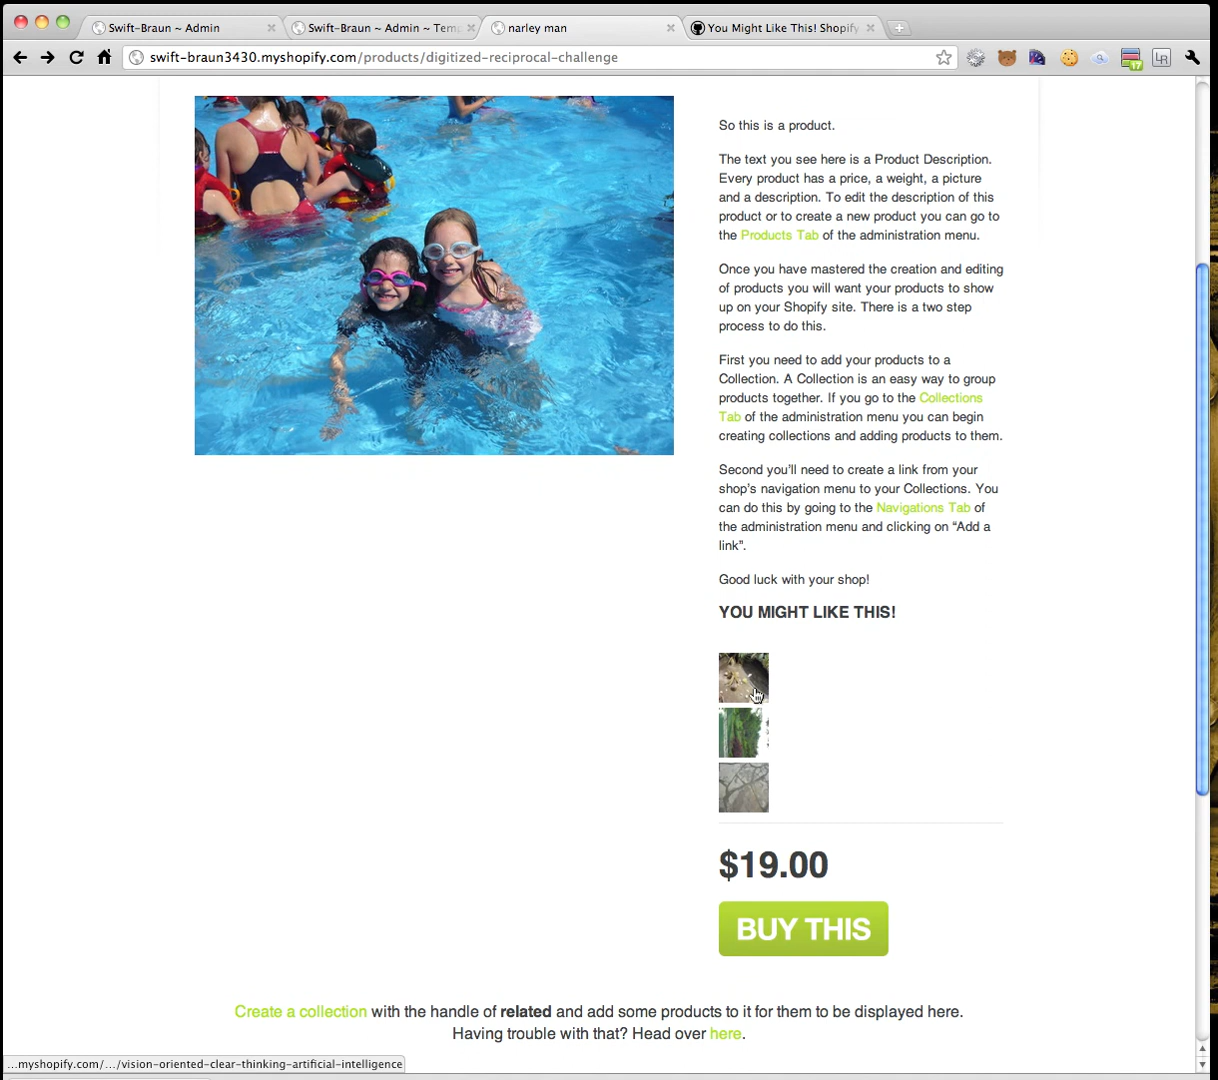 Swift-Braun ~ Admin
Swift-Braun ~ Admin ~ Tem
narley man
You Might Like This! Shopify
swift-braun3430.myshopify.com/products/digitized-reciprocal-challenge
17
LR
So this is a product.
The text you see here is a Product Description.
Every product has a price, a weight, a picture
and a description. To edit the description of this
product or to create a new product you can go to
the Products Tab of the administration menu.
Once you have mastered the creation and editing
of products you will want your products to show
up on your Shopify site. There is a two step
process to do this.
First you need to add your products to a
Collection. A Collection is an easy way to group
products together. If you go to the Collections
Tab of the administration menu you can begin
creating collections and adding products to them.
Second you’ll need to create a link from your
shop’s navigation menu to your Collections. You
can do this by going to the Navigations Tab of
the administration menu and clicking on “Add a
link”.
Good luck with your shop!
YOU MIGHT LIKE THIS!
$19.00
BUY THIS
Create a collection with the handle of related and add some products to it for them to be displayed here.
Having trouble with that? Head over here.
...myshopify.com/.../vision-oriented-clear-thinking-artificial-intelligence